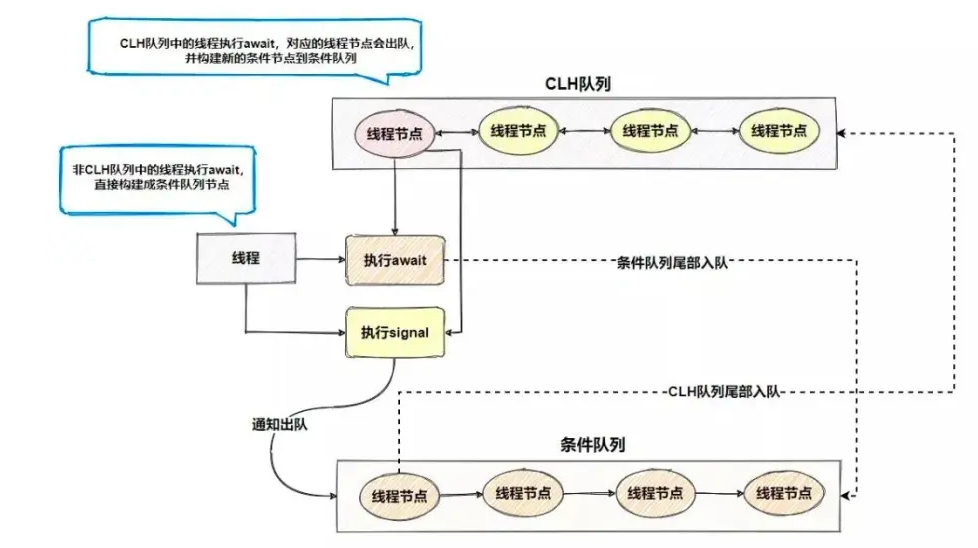 CLH队列中的线程执行await，对应的线程节点会出队，
并构建新的条件节点到条件队列
CLH队列
线程节点
线程节点
线程节点
线程节点
非CLH队列中的线程执行await，
直接构建成条件队列节点
线程
执行await
条件队列尾部入队
执行signal
CLH队列尾部入队
通知出队
条件队列
线程节点
线程节点
线程节点
线程节点